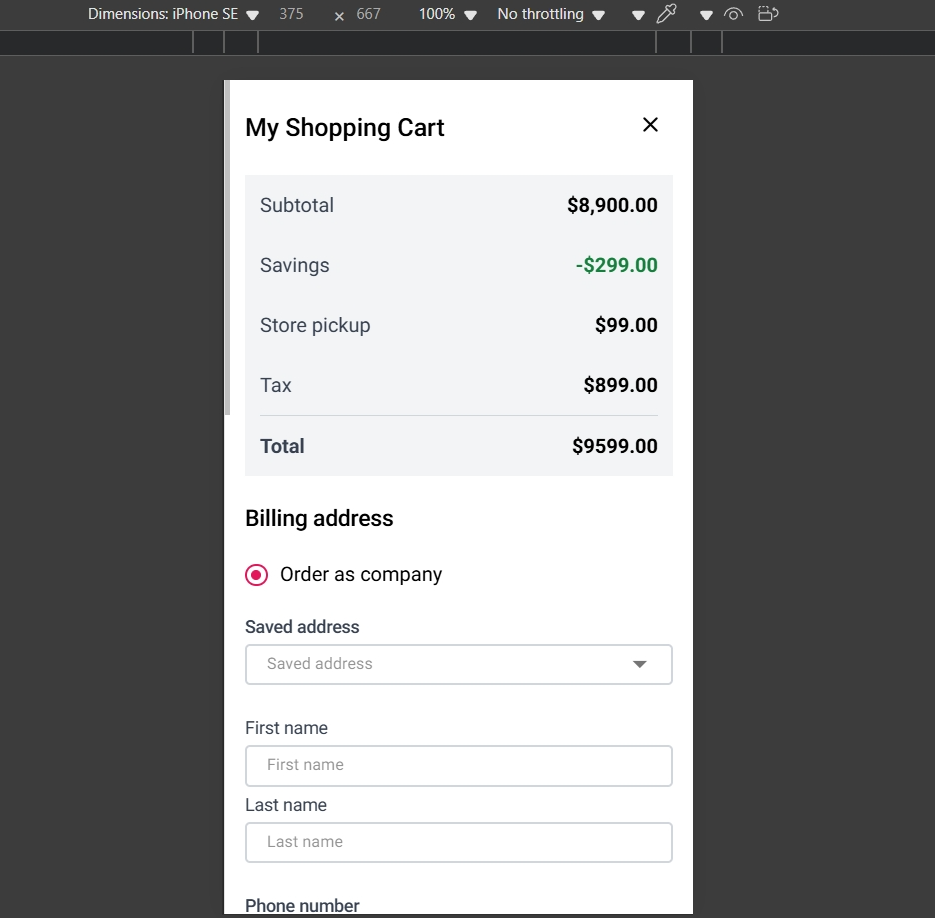 Dimensions: iPhone SE 375 × 667 100% No throttling
My Shopping Cart
Subtotal $8,900.00
Savings -$299.00
Store pickup $99.00
Tax $899.00
Total $9599.00
Billing address
Order as company
Saved address
Saved address
First name
First name
Last name
Last name
Phone number